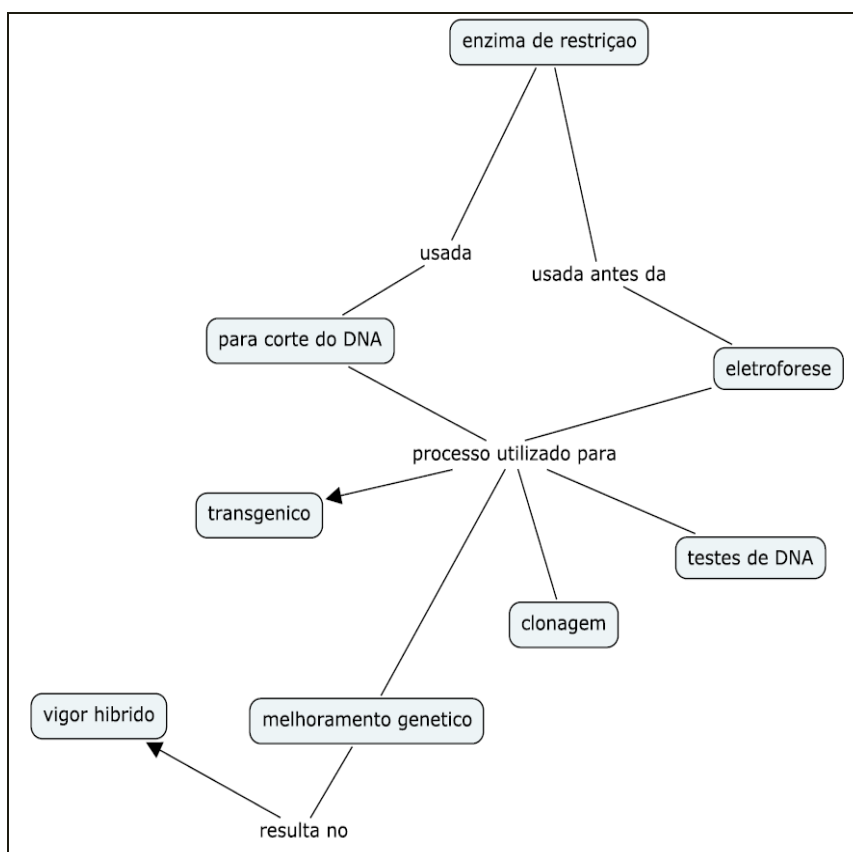 enzima de restriçao
usada
usada antes da
para corte do DNA
eletroforese
processo utilizado para
transgenico
testes de DNA
clonagem
vigor hibrido
melhoramento genetico
resulta no